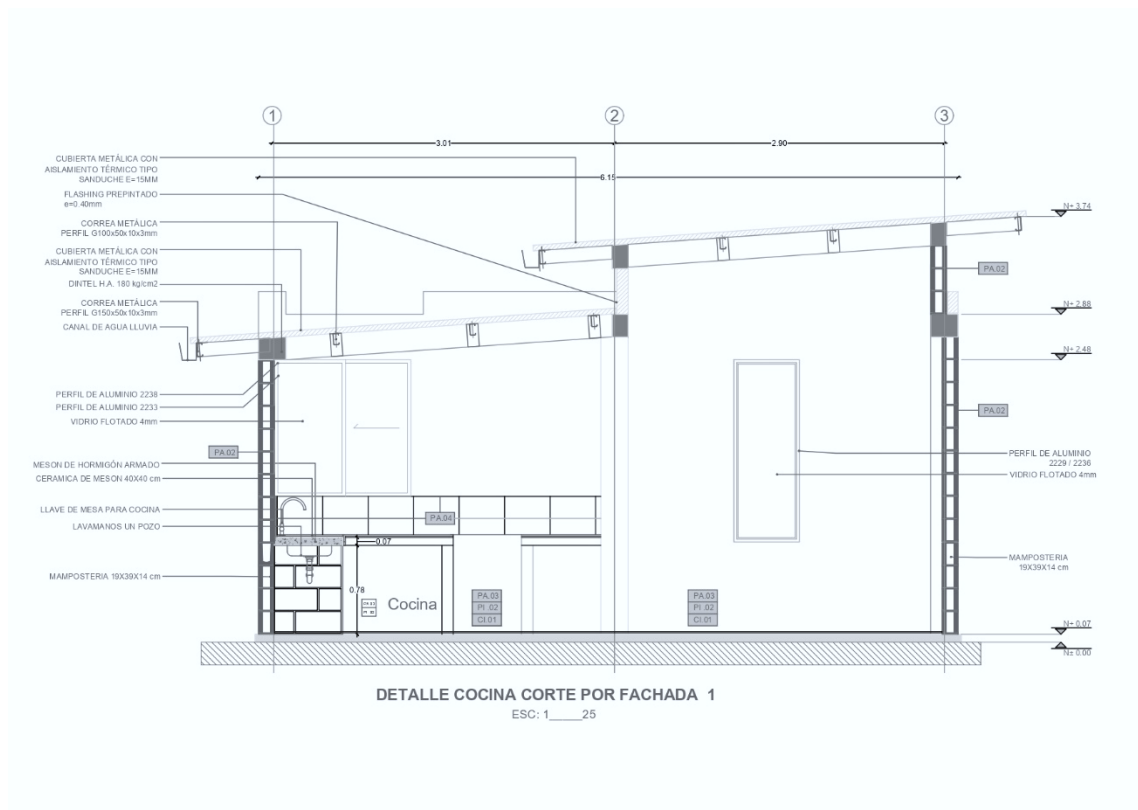 1
2
3
3.01
2.90
6.15
CUBIERTA METÁLICA CON
AISLAMIENTO TÉRMICO TIPO
SANDUCHE E=15MM
FLASHING PREPINTADO
e=0.40mm
CORREA METÁLICA
PERFIL G100x50x10x3mm
CUBIERTA METÁLICA CON
AISLAMIENTO TÉRMICO TIPO
SANDUCHE E=15MM
DINTEL H.A. 180 kg/cm2
CORREA METÁLICA
PERFIL G150x50x10x3mm
CANAL DE AGUA LLUVIA
PERFIL DE ALUMINIO 2238
PERFIL DE ALUMINIO 2233
VIDRIO FLOTADO 4mm
PA.02
MESON DE HORMIGÓN ARMADO
CERAMICA DE MESON 40X40 cm
LLAVE DE MESA PARA COCINA
LAVAMANOS UN POZO
MAMPOSTERIA 19X39X14 cm
PA.04
0.07
0.78
Cocina
PA.03
PI .02
CI.01
PA.03
PI .02
CI.01
N+ 3.74
PA.02
N+ 2.88
N+ 2.48
PA.02
PERFIL DE ALUMINIO
2229 / 2236
VIDRIO FLOTADO 4mm
MAMPOSTERIA
19X39X14 cm
N+ 0.07
N± 0.00
DETALLE COCINA CORTE POR FACHADA 1
ESC: 1_____25